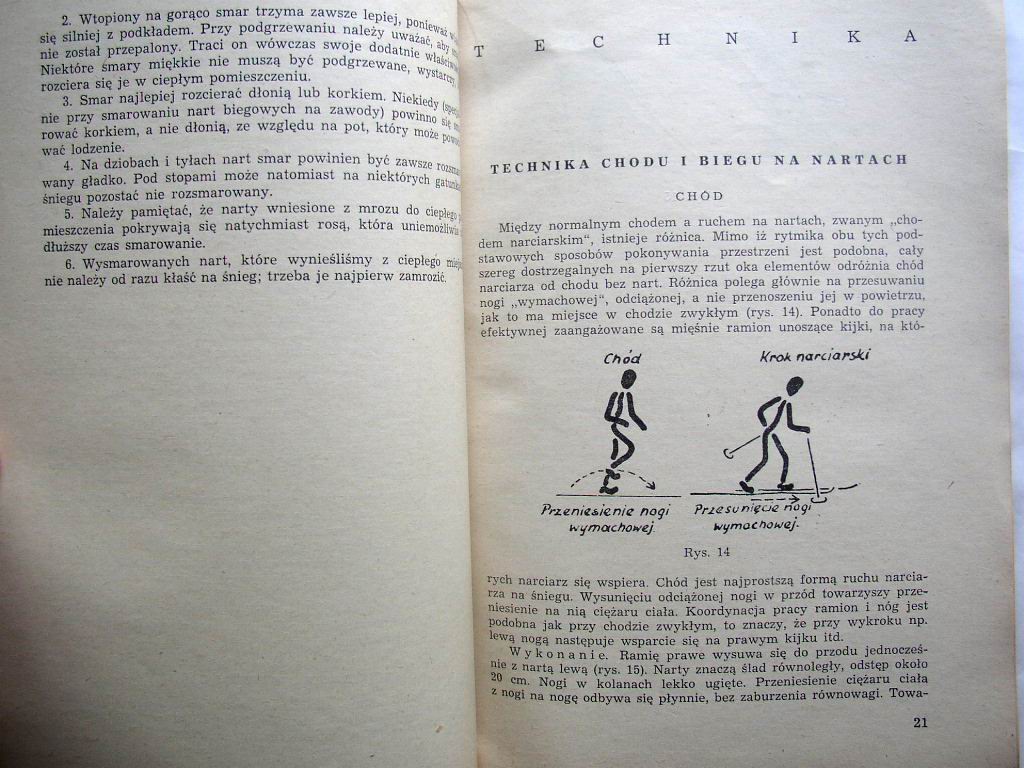 2. Wtopiony na gorąco smar trzyma zawsze lepiej, ponieważ
się silniej z podkładem. Przy podgrzewaniu należy uważać, aby
nie został przepalony. Traci on wówczas swoje dodatnie
Niektóre smary miękkie nie muszą być podgrzewane,
rozciera się je w ciepłym pomieszczeniu.
3. Smar najlepiej rozcierać dłonią lub korkiem. Niekiedy
nie przy smarowaniu nart biegowych na zawody) powinno się
rować korkiem, a nie dłonią, ze względu na pot, który może
wać lodzenie.
4. Na dziobach i tyłach nart smar powinien być zawsze
wany gładko. Pod stopami może natomiast na niektórych
śniegu pozostać nie rozsmarowany.
5. Należy pamiętać, że narty wniesione z mrozu do ciepłego
mieszczenia pokrywają się natychmiast rosą, która uniemożliwia
dłuższy czas smarowanie.
6. Wysmarowanych nart, które wynieśliśmy z ciepłego
nie należy od razu kłaść na śnieg; trzeba je najpierw zamrozić.
T E C H N I K A
TECHNIKA CHODU I BIEGU NA NARTACH
CHÓD
Między normalnym chodem a ruchem na nartach, zwanym „cho-
dem narciarskim“, istnieje różnica. Mimo iż rytmika obu tych pod-
stawowych sposobów pokonywania przestrzeni jest podobna, cały
szereg dostrzegalnych na pierwszy rzut oka elementów odróżnia chód
narciarza od chodu bez nart. Różnica polega głównie na przesuwaniu
nogi „wymachowej“, odciążonej, a nie przenoszeniu jej w powietrzu,
jak to ma miejsce w chodzie zwykłym (rys. 14). Ponadto do pracy
efektywnej zaangażowane są mięśnie ramion unoszące kijki, na któ-
Chód
Krok narciarski
Przeniesienie nogi
wymachowej.
Przesunięcie nogi
wymachowej.
Rys. 14
rych narciarz się wspiera. Chód jest najprostszą formą ruchu narcia-
rza na śniegu. Wysunięciu odciążonej nogi w przód towarzyszy prze-
niesienie na nią ciężaru ciała. Koordynacja pracy ramion i nóg jest
podobna jak przy chodzie zwykłym, to znaczy, że przy wykroku np.
lewą nogą następuje wsparcie się na prawym kijku itd.
Wykonanie. Ramię prawe wysuwa się do przodu jednocześ-
nie z nartą lewą (rys. 15). Narty znaczą ślad równoległy, odstęp około
20 cm. Nogi w kolanach lekko ugięte. Przeniesienie ciężaru ciałą
z nogi na nogę odbywa się płynnie, bez zaburzenia równowagi. Towa-
21